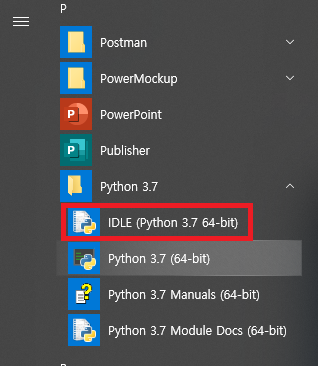 P
Postman
PowerMockup
PowerPoint
Publisher
Python 3.7
IDLE (Python 3.7 64-bit)
Python 3.7 (64-bit)
Python 3.7 Manuals (64-bit)
Python 3.7 Module Docs (64-bit)